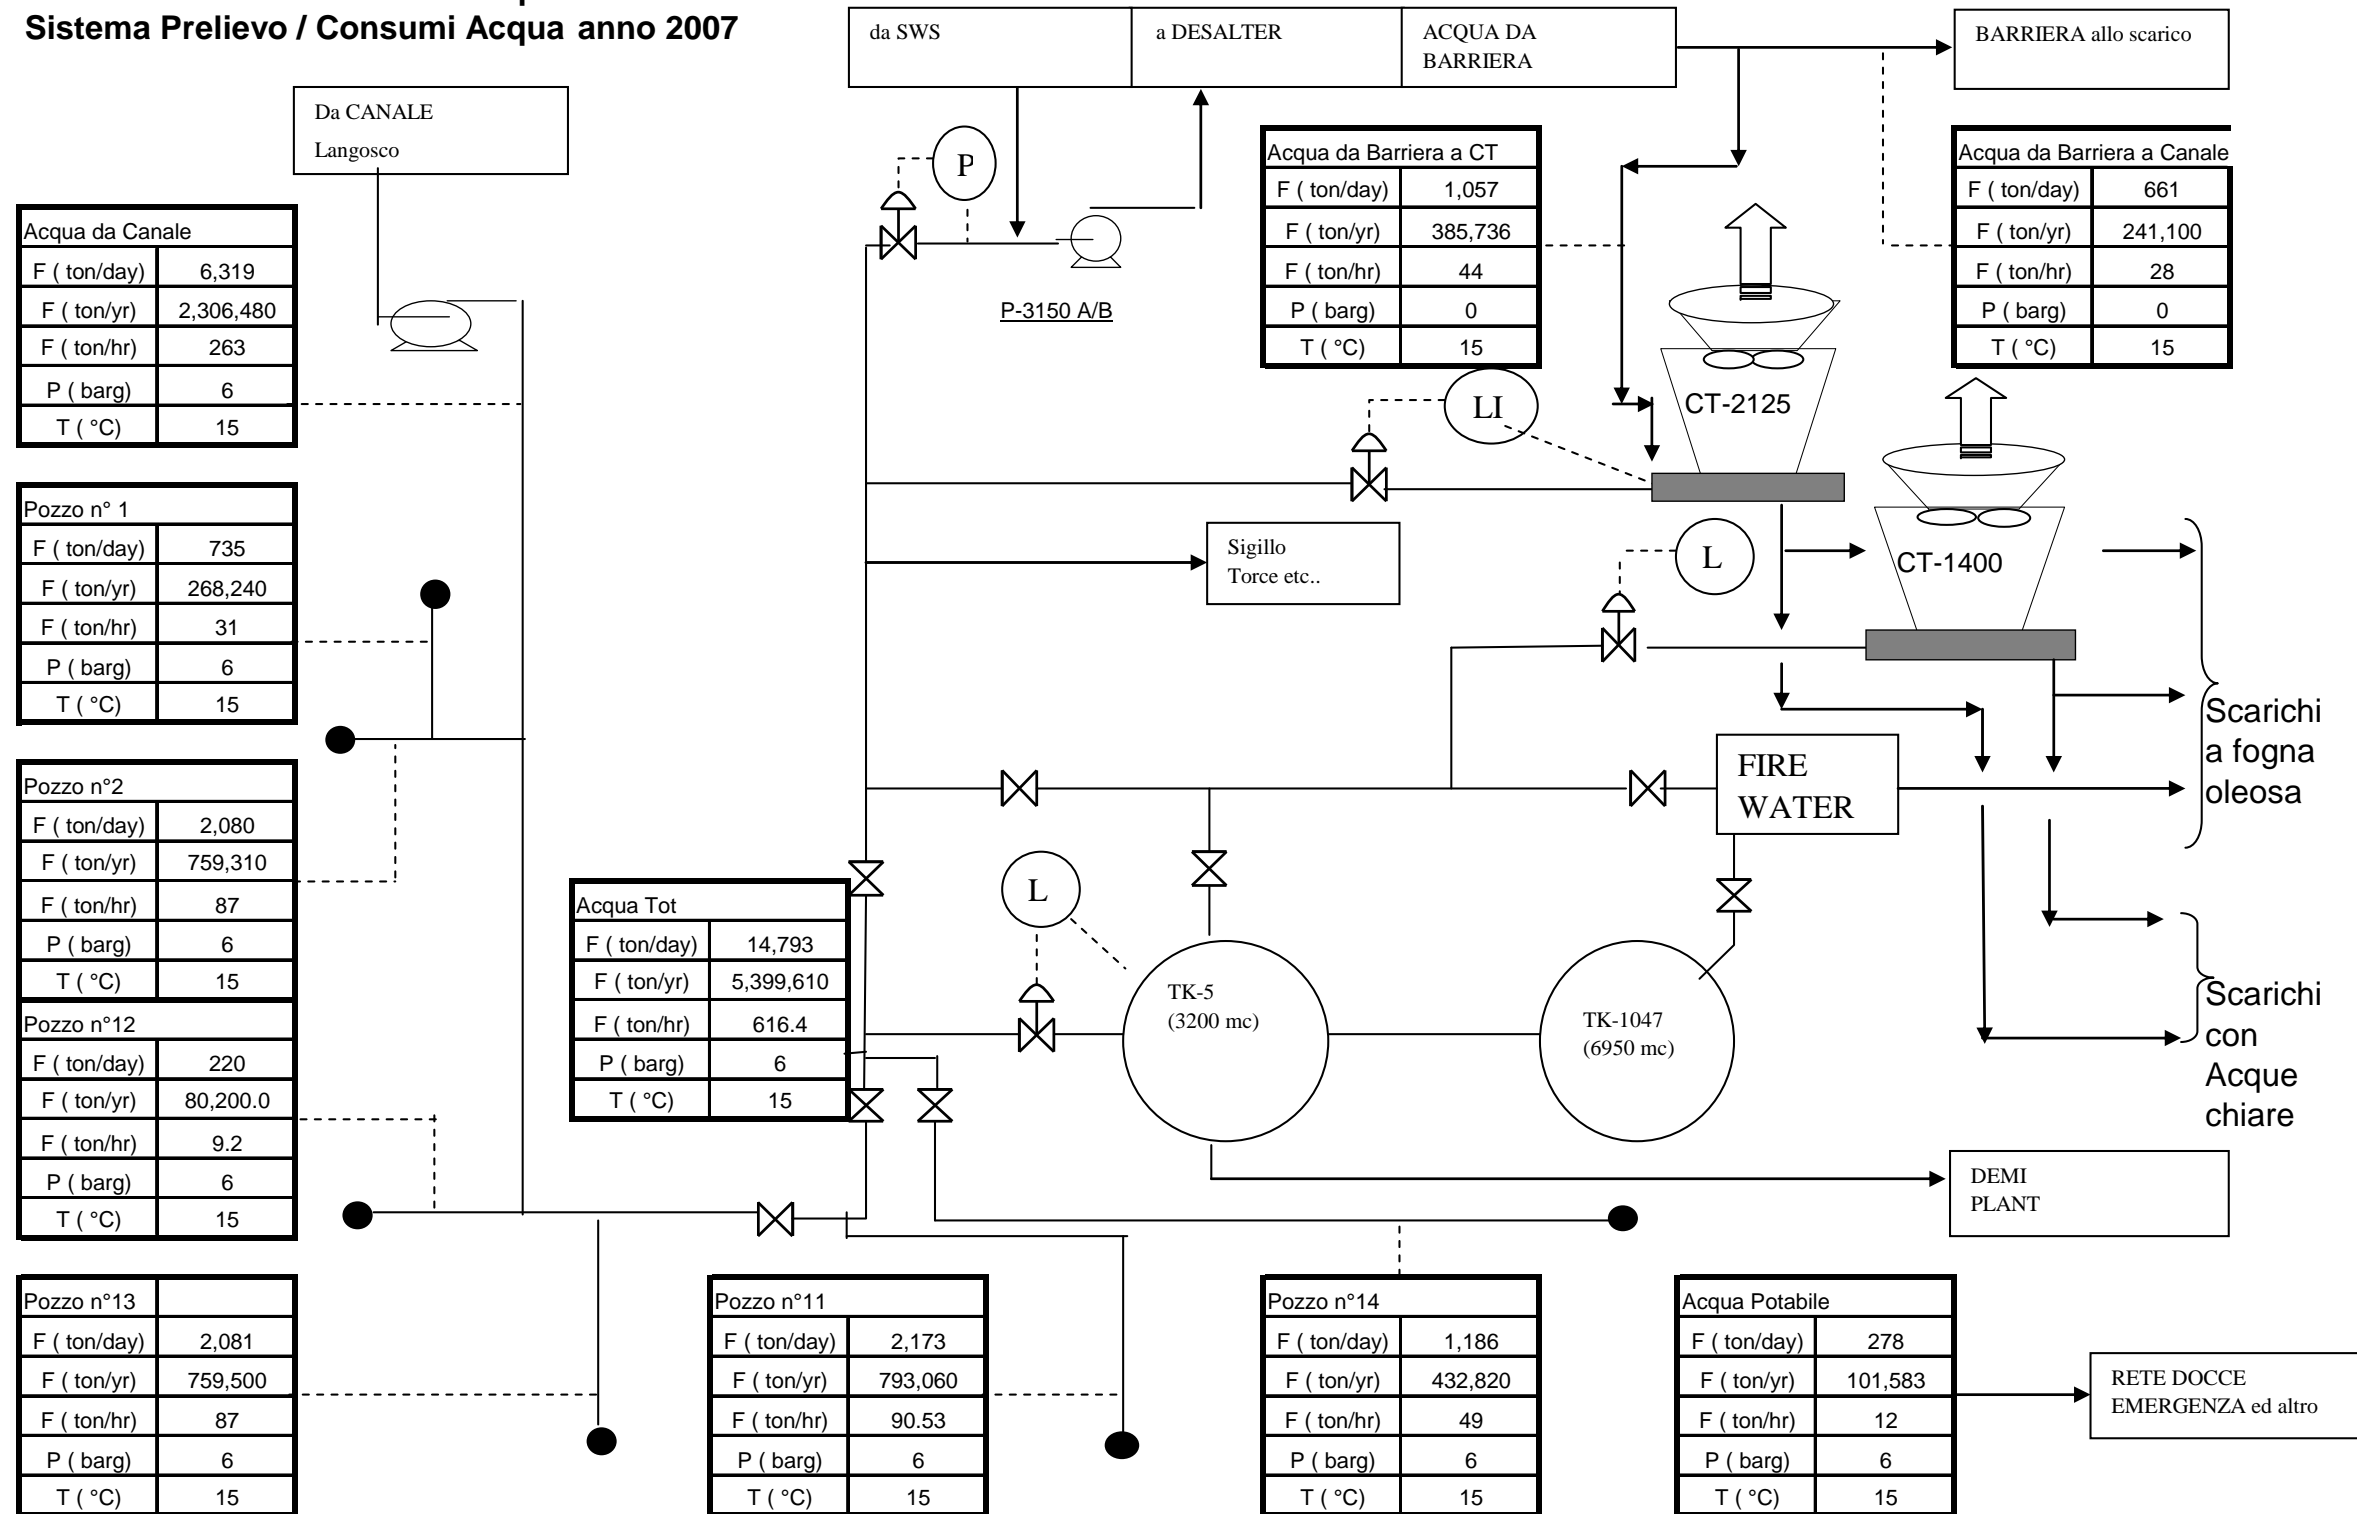 Sistema Prelievo / Consumi Acqua anno 2007
da SWS
a DESALTER
ACQUA DA
BARRIERA
BARRIERA allo scarico
Da CANALE
Langosco
P
P-3150 A/B
Acqua da Barriera a CT
F ( ton/day) 1,057
F ( ton/yr) 385,736
F ( ton/hr) 44
P ( barg) 0
T ( °C) 15
Acqua da Barriera a Canale
F ( ton/day) 661
F ( ton/yr) 241,100
F ( ton/hr) 28
P ( barg) 0
T ( °C) 15
Acqua da Canale
F ( ton/day) 6,319
F ( ton/yr) 2,306,480
F ( ton/hr) 263
P ( barg) 6
T ( °C) 15
LI
CT-2125
Pozzo n° 1
F ( ton/day) 735
F ( ton/yr) 268,240
F ( ton/hr) 31
P ( barg) 6
T ( °C) 15
Sigillo
Torce etc..
L
CT-1400
Scarichi
a fogna
oleosa
Pozzo n°2
F ( ton/day) 2,080
F ( ton/yr) 759,310
F ( ton/hr) 87
P ( barg) 6
T ( °C) 15
FIRE
WATER
Acqua Tot
F ( ton/day) 14,793
F ( ton/yr) 5,399,610
F ( ton/hr) 616.4
P ( barg) 6
T ( °C) 15
L
TK-5
(3200 mc)
TK-1047
(6950 mc)
Scarichi
con
Acque
chiare
Pozzo n°12
F ( ton/day) 220
F ( ton/yr) 80,200.0
F ( ton/hr) 9.2
P ( barg) 6
T ( °C) 15
DEMI
PLANT
Pozzo n°13
F ( ton/day) 2,081
F ( ton/yr) 759,500
F ( ton/hr) 87
P ( barg) 6
T ( °C) 15
Pozzo n°11
F ( ton/day) 2,173
F ( ton/yr) 793,060
F ( ton/hr) 90.53
P ( barg) 6
T ( °C) 15
Pozzo n°14
F ( ton/day) 1,186
F ( ton/yr) 432,820
F ( ton/hr) 49
P ( barg) 6
T ( °C) 15
Acqua Potabile
F ( ton/day) 278
F ( ton/yr) 101,583
F ( ton/hr) 12
P ( barg) 6
T ( °C) 15
RETE DOCCE
EMERGENZA ed altro